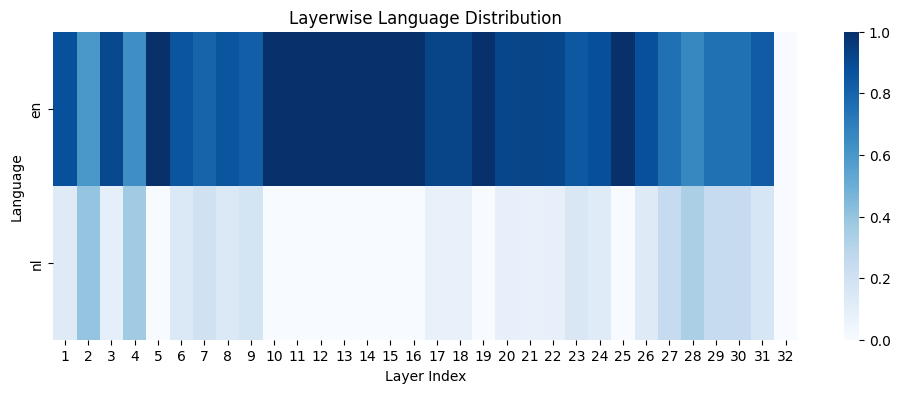 Layerwise Language Distribution
Language
en
nl
1 2 3 4 5 6 7 8 9 10 11 12 13 14 15 16 17 18 19 20 21 22 23 24 25 26 27 28 29 30 31 32
Layer Index
1.0
0.8
0.6
0.4
0.2
0.0